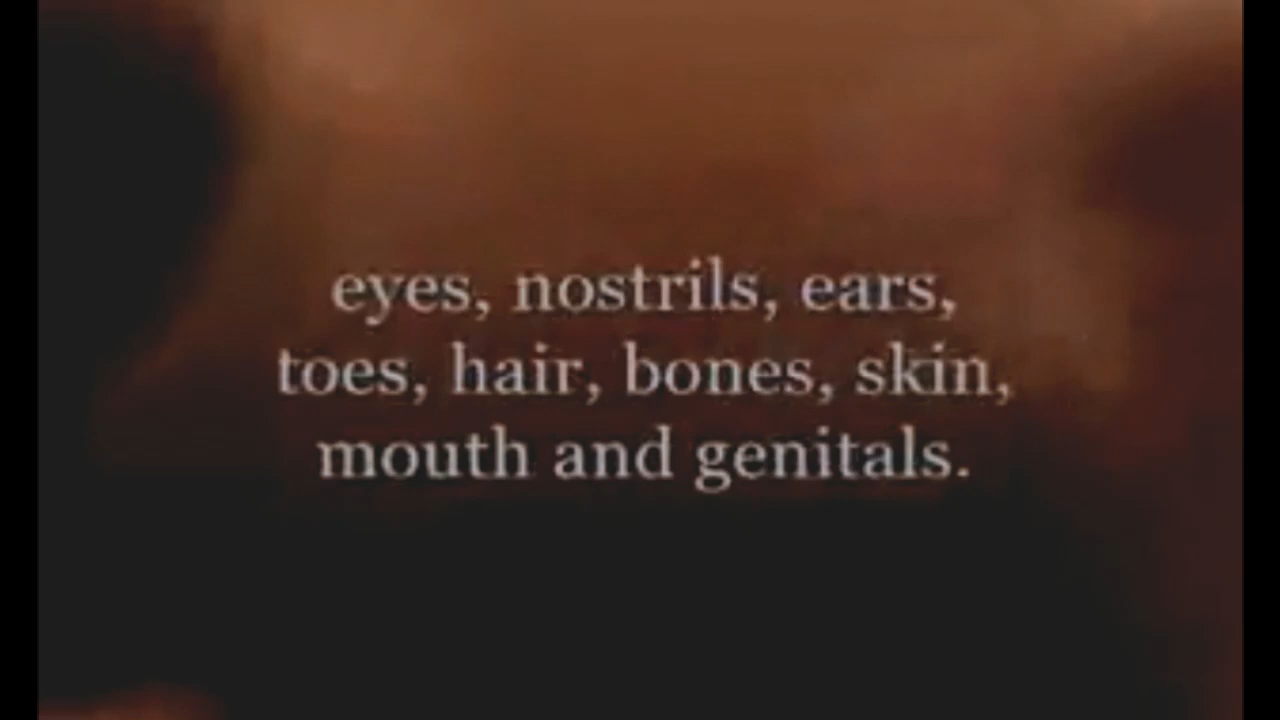 eyes, nostrils, ears,
toes, hair, bones, skin,
mouth and genitals.